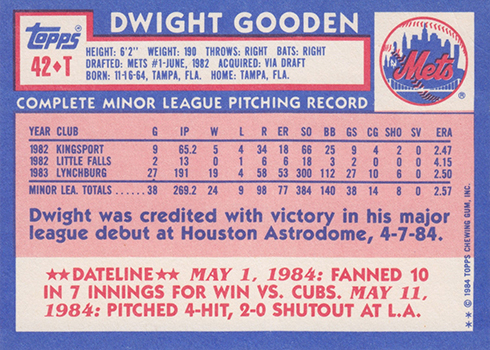 DWIGHT GOODEN
Topps
42♦T
HEIGHT: 6'2" WEIGHT: 190 THROWS: RIGHT BATS: RIGHT
DRAFTED: METS #1-JUNE, 1982 ACQUIRED: VIA DRAFT
BORN: 11-16-64, TAMPA, FLA. HOME: TAMPA, FLA.
Mets
®
COMPLETE MINOR LEAGUE PITCHING RECORD
YEAR CLUB G IP W L R ER SO BB GS CG SHO SV ERA
1982 KINGSPORT 9 65.2 5 4 34 18 66 25 9 4 2 0 2.47
1982 LITTLE FALLS 2 13 0 1 6 6 18 3 2 0 0 0 4.15
1983 LYNCHBURG 27 191 19 4 58 53 300 112 27 10 6 0 2.50
MINOR LEA. TOTALS ..... 38 269.2 24 9 98 77 384 140 38 14 8 0 2.57
Dwight was credited with victory in his major
league debut at Houston Astrodome, 4-7-84.
★★DATELINE★★ MAY 1, 1984: FANNED 10
IN 7 INNINGS FOR WIN VS. CUBS. MAY 11,
1984: PITCHED 4-HIT, 2-0 SHUTOUT AT L.A.
★★ © 1984 TOPPS CHEWING GUM, INC.